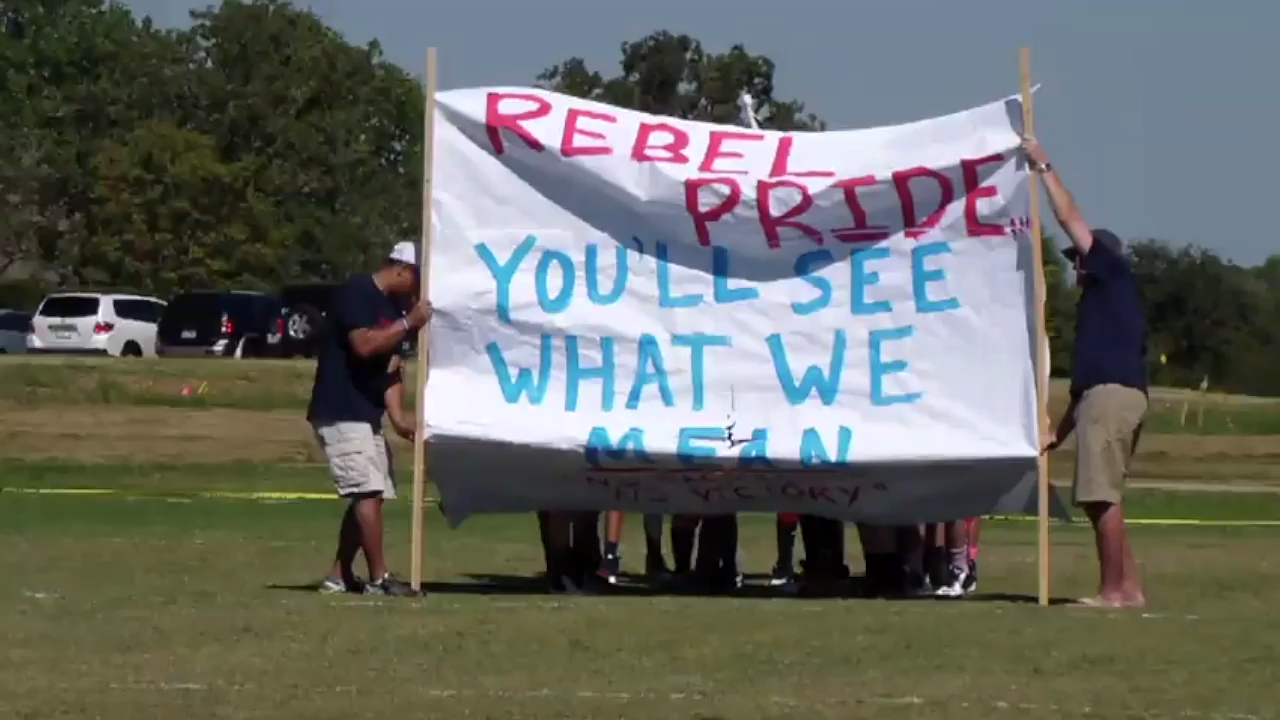 REBEL
PRIDE...
YOU'LL SEE
WHAT WE
MEAN
VICTORY"